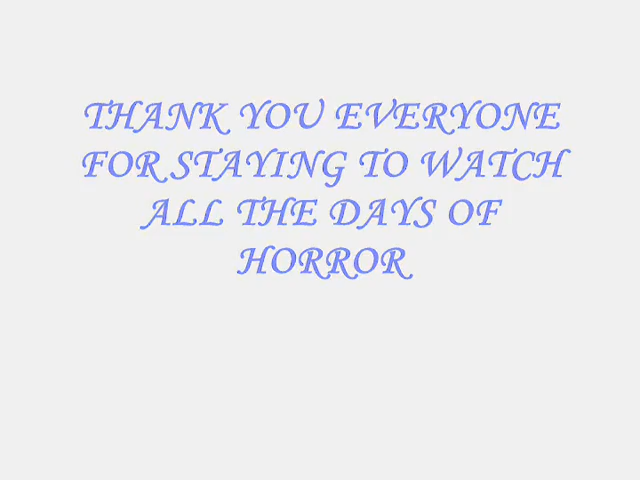 THANK YOU EVERYONE
FOR STAYING TO WATCH
ALL THE DAYS OF
HORROR